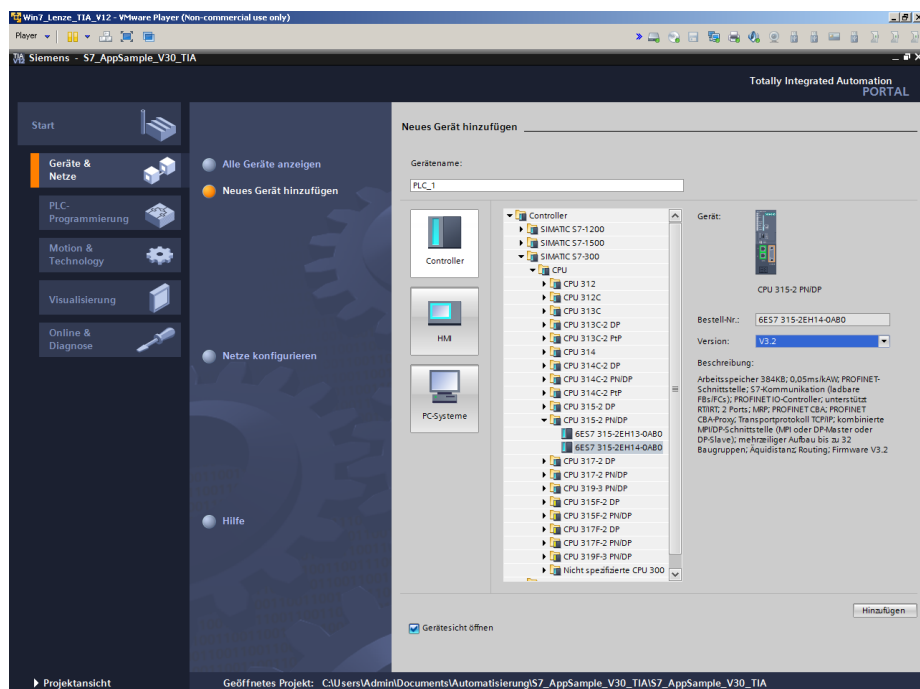 Win7_Lenze_TIA_V12 - VMware Player (Non-commercial use only)
Player
Siemens - S7_AppSample_V30_TIA
Totally Integrated Automation
PORTAL
Start
Geräte &
Netze
PLC-
Programmierung
Motion &
Technology
Visualisierung
Online &
Diagnose
Alle Geräte anzeigen
Neues Gerät hinzufügen
Netze konfigurieren
Hilfe
Neues Gerät hinzufügen
Gerätename:
PLC_1
Controller
HMI
PC-Systeme
Controller
SIMATIC S7-1200
SIMATIC S7-1500
SIMATIC S7-300
CPU
CPU 312
CPU 312C
CPU 313C
CPU 313C-2 DP
CPU 313C-2 PtP
CPU 314
CPU 314C-2 DP
CPU 314C-2 PN/DP
CPU 314C-2 PtP
CPU 315-2 DP
CPU 315-2 PN/DP
6ES7 315-2EH13-0AB0
6ES7 315-2EH14-0AB0
CPU 317-2 DP
CPU 317-2 PN/DP
CPU 319-3 PN/DP
CPU 315F-2 DP
CPU 315F-2 PN/DP
CPU 317F-2 DP
CPU 317F-2 PN/DP
CPU 319F-3 PN/DP
Nicht spezifizierte CPU 300
Gerät:
CPU 315-2 PN/DP
Bestell-Nr.: 6ES7 315-2EH14-0AB0
Version: V3.2
Beschreibung:
Arbeitsspeicher 384KB; 0,05ms/kAW; PROFINET-
Schnittstelle; S7-Kommunikation (ladbare
FBs/FCs); PROFINET IO-Controller; unterstützt
RT/IRT; 2 Ports; MRP; PROFINET CBA; PROFINET
CBA-Proxy; Transportprotokoll TCP/IP; kombinierte
MPI/DP-Schnittstelle (MPI oder DP-Master oder
DP-Slave); mehrzeiliger Aufbau bis zu 32
Baugruppen; Äquidistanz; Routing; Firmware V3.2
Hinzufügen
Gerätesicht öffnen
Projektansicht
Geöffnetes Projekt: C:\Users\Admin\Documents\Automatisierung\S7_AppSample_V30_TIA\S7_AppSample_V30_TIA